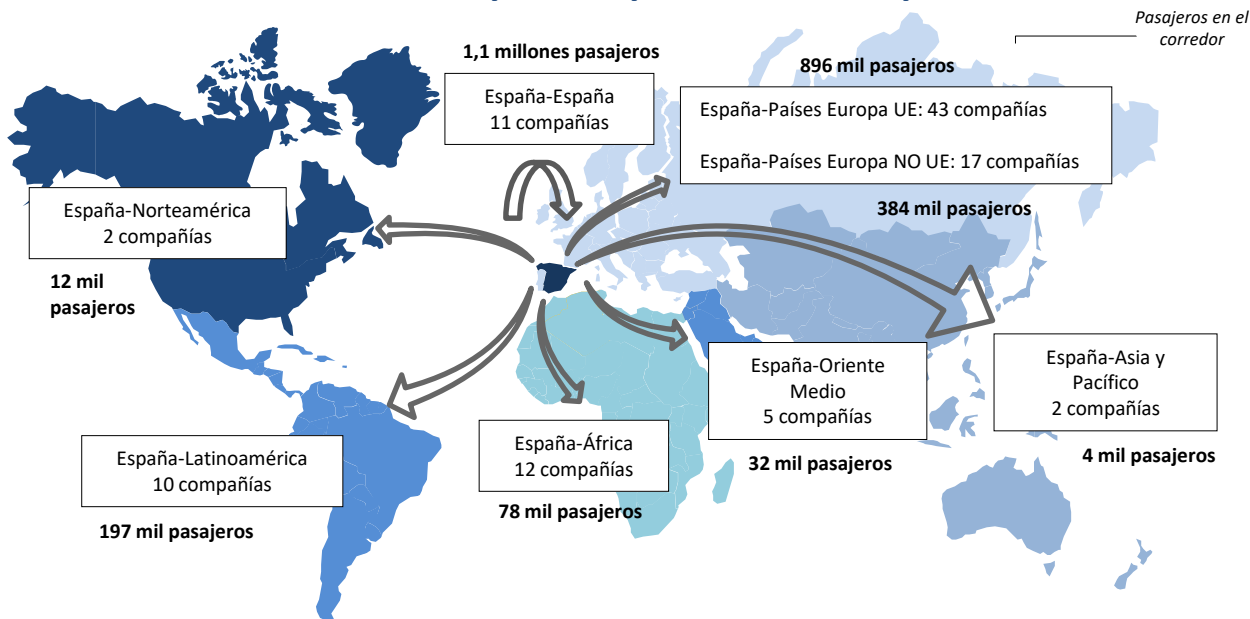 Pasajeros en el
corredor
1,1 millones pasajeros
España-España
11 compañías
896 mil pasajeros
España-Países Europa UE: 43 compañías
España-Países Europa NO UE: 17 compañías
384 mil pasajeros
España-Norteamérica
2 compañías
12 mil
pasajeros
España-Oriente
Medio
5 compañías
32 mil pasajeros
España-Asia y
Pacífico
2 compañías
4 mil pasajeros
España-África
12 compañías
78 mil pasajeros
España-Latinoamérica
10 compañías
197 mil pasajeros